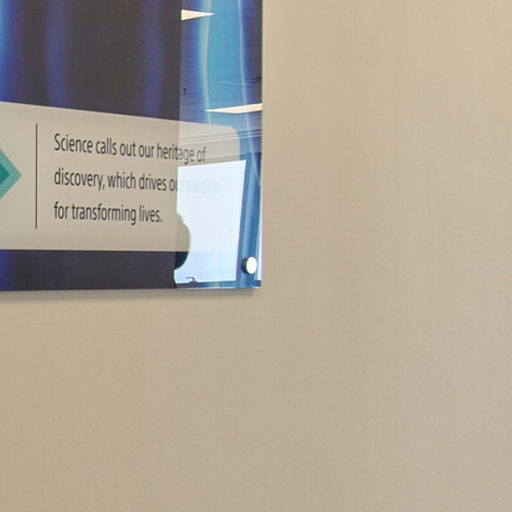 Science calls out our heritage of
discovery, which drives our passion
for transforming lives.